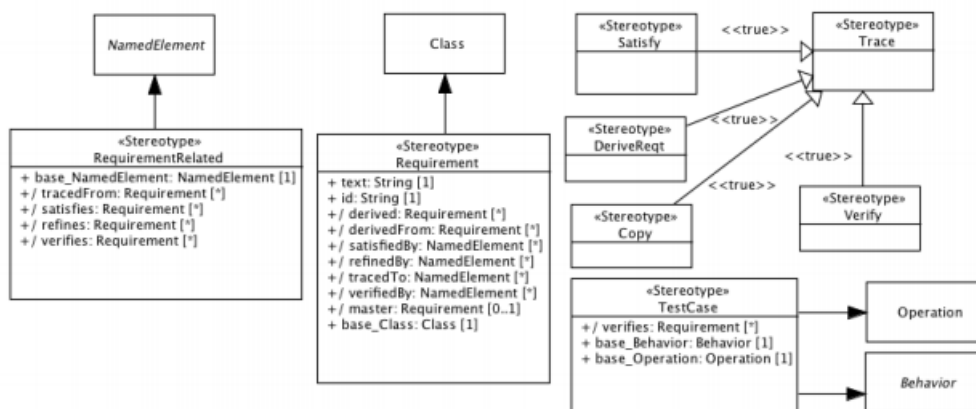 NamedElement
«Stereotype»
RequirementRelated
+ base_NamedElement: NamedElement [1]
+/ tracedFrom: Requirement [*]
+/ satisfies: Requirement [*]
+/ refines: Requirement [*]
+/ verifies: Requirement [*]
Class
«Stereotype»
Requirement
+ text: String [1]
+ id: String [1]
+/ derived: Requirement [*]
+/ derivedFrom: Requirement [*]
+/ satisfiedBy: NamedElement [*]
+/ refinedBy: NamedElement [*]
+/ tracedTo: NamedElement [*]
+/ verifiedBy: NamedElement [*]
+/ master: Requirement [0..1]
+ base_Class: Class [1]
«Stereotype»
Satisfy
<<true>>
«Stereotype»
Trace
«Stereotype»
DeriveReqt
<<true>>
<<true>>
«Stereotype»
Copy
<<true>>
«Stereotype»
Verify
«Stereotype»
TestCase
+/ verifies: Requirement [*]
+ base_Behavior: Behavior [1]
+ base_Operation: Operation [1]
Operation
Behavior